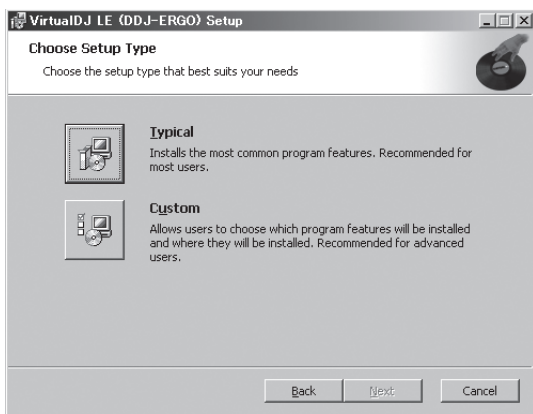 VirtualDJ LE (DDJ-ERGO) Setup
Choose Setup Type
Choose the setup type that best suits your needs
Typical
Installs the most common program features. Recommended for
most users.
Custom
Allows users to choose which program features will be installed
and where they will be installed. Recommended for advanced
users.
Back
Next
Cancel